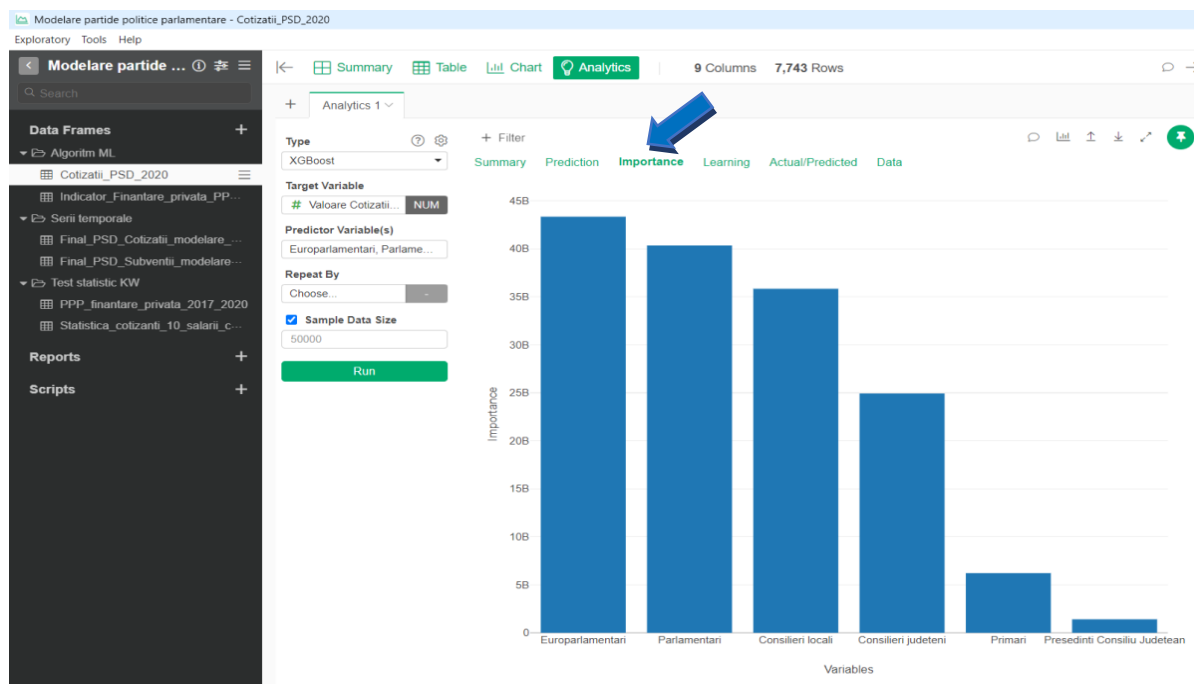 Modelare partide politice parlamentare - Cotizatii_PSD_2020
Exploratory Tools Help
Modelare partide ...
Summary Table Chart Analytics 9 Columns 7,743 Rows
Search
Analytics 1
Data Frames
Algoritm ML
Cotizatii_PSD_2020
Indicator_Finantare_privata_PP...
Serii temporale
Final_PSD_Cotizatii_modelare_...
Final_PSD_Subventii_modelare...
Test statistic KW
PPP_finantare_privata_2017_2020
Statistica_cotizanti_10_salarii_c...
Reports
Scripts
Type
XGBoost
Target Variable
# Valoare Cotizatii... NUM
Predictor Variable(s)
Europarlamentari, Parlame...
Repeat By
Choose... -
Sample Data Size
50000
Run
+ Filter
Summary Prediction Importance Learning Actual/Predicted Data
45B
40B
35B
30B
25B
20B
15B
10B
5B
0
Importance
Europarlamentari Parlamentari Consilieri locali Consilieri judeteni Primari Presedinti Consiliu Judetean
Variables